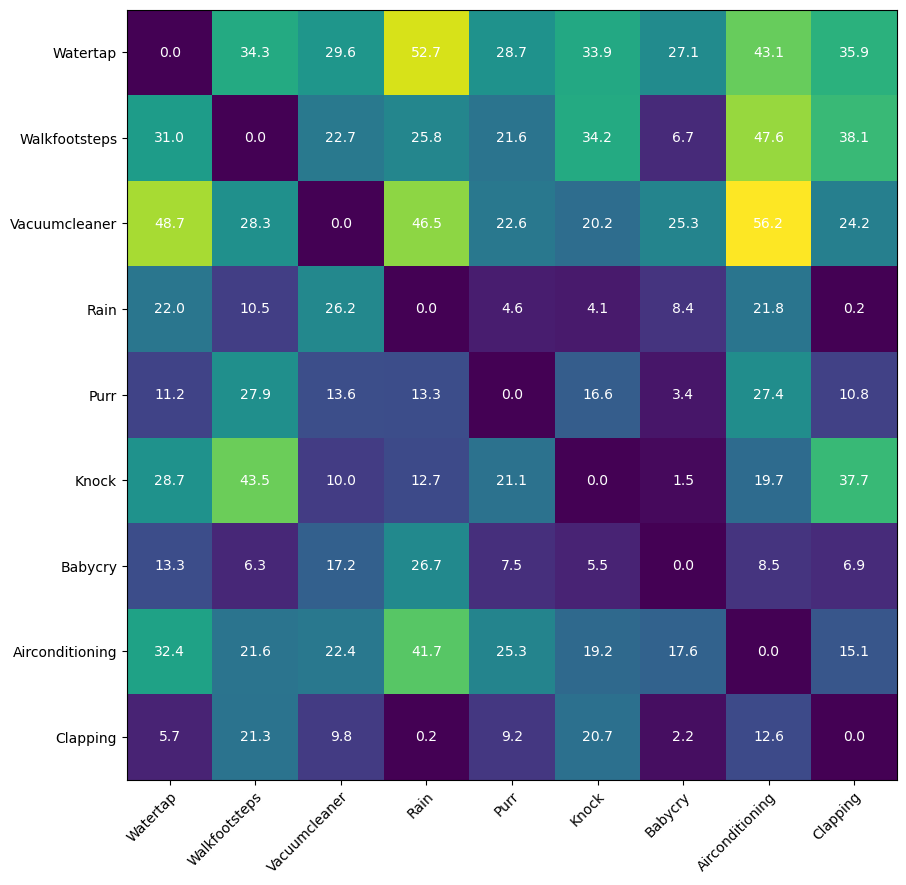 Watertap 0.0 34.3 29.6 52.7 28.7 33.9 27.1 43.1 35.9
Walkfootsteps 31.0 0.0 22.7 25.8 21.6 34.2 6.7 47.6 38.1
Vacuumcleaner 48.7 28.3 0.0 46.5 22.6 20.2 25.3 56.2 24.2
Rain 22.0 10.5 26.2 0.0 4.6 4.1 8.4 21.8 0.2
Purr 11.2 27.9 13.6 13.3 0.0 16.6 3.4 27.4 10.8
Knock 28.7 43.5 10.0 12.7 21.1 0.0 1.5 19.7 37.7
Babycry 13.3 6.3 17.2 26.7 7.5 5.5 0.0 8.5 6.9
Airconditioning 32.4 21.6 22.4 41.7 25.3 19.2 17.6 0.0 15.1
Clapping 5.7 21.3 9.8 0.2 9.2 20.7 2.2 12.6 0.0
Watertap Walkfootsteps Vacuumcleaner Rain Purr Knock Babycry Airconditioning Clapping